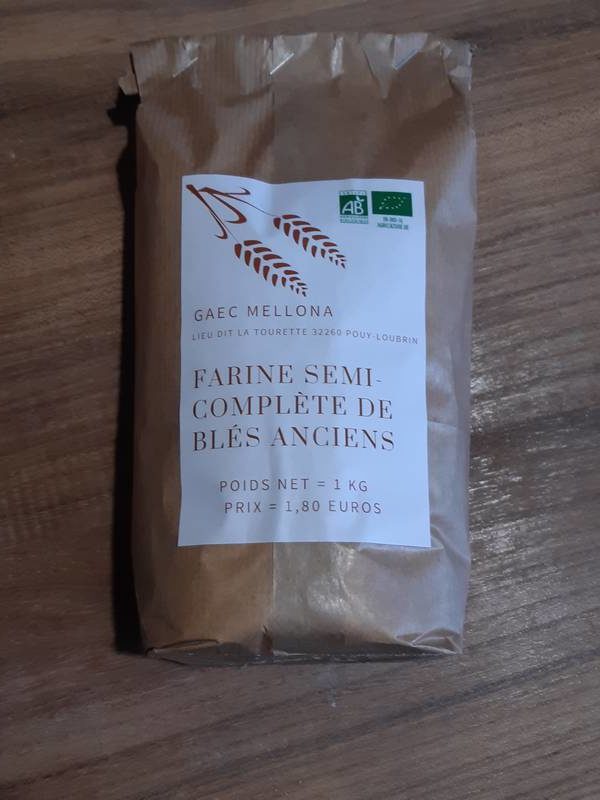 AB
GAEC MELLONA
LIEU DIT LA TOURETTE 32260 POUY-LOUBRIN
FARINE SEMI-
COMPLÈTE DE
BLÉS ANCIENS
POIDS NET = 1 KG
PRIX = 1,80 EUROS